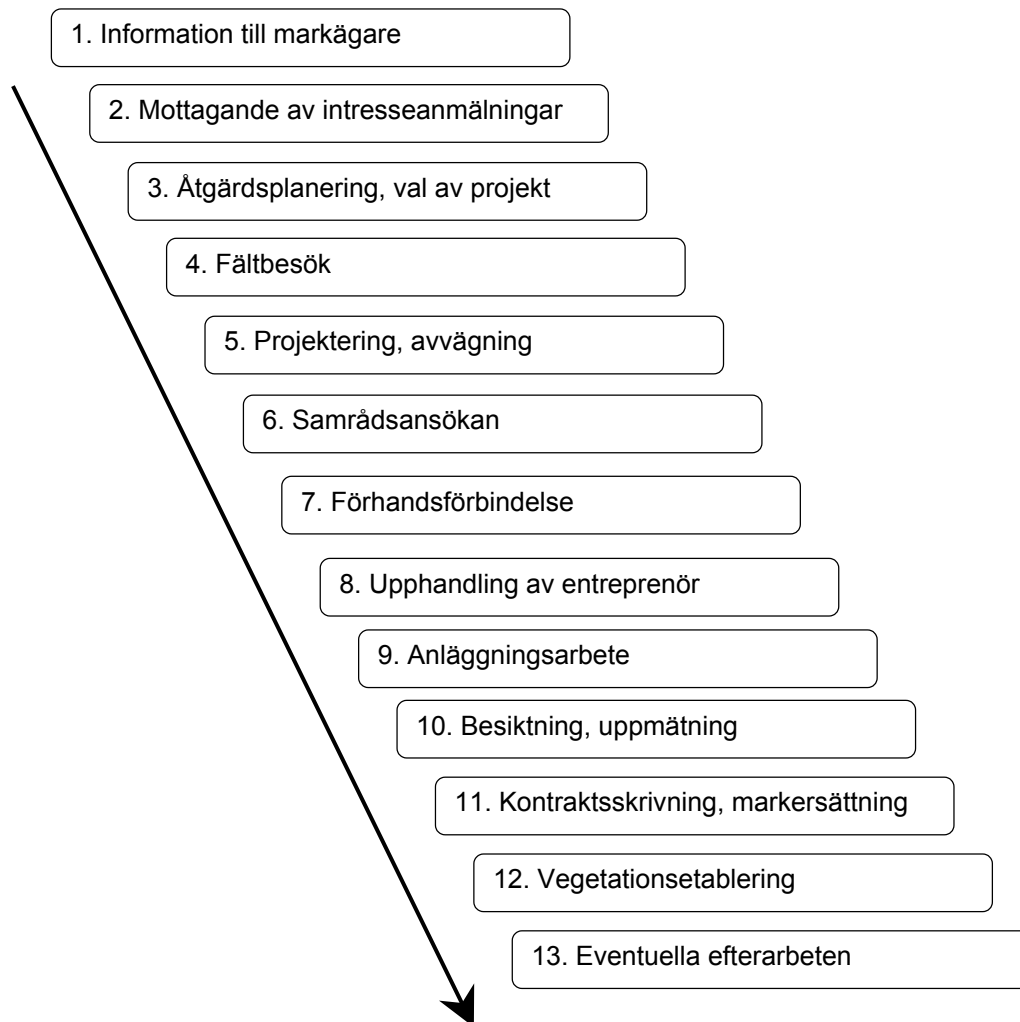 1. Information till markägare
2. Mottagande av intresseanmälningar
3. Åtgärdsplanering, val av projekt
4. Fältbesök
5. Projektering, avvägning
6. Samrådsansökan
7. Förhandsförbindelse
8. Upphandling av entreprenör
9. Anläggningsarbete
10. Besiktning, uppmätning
11. Kontraktsskrivning, markersättning
12. Vegetationsetablering
13. Eventuella efterarbeten